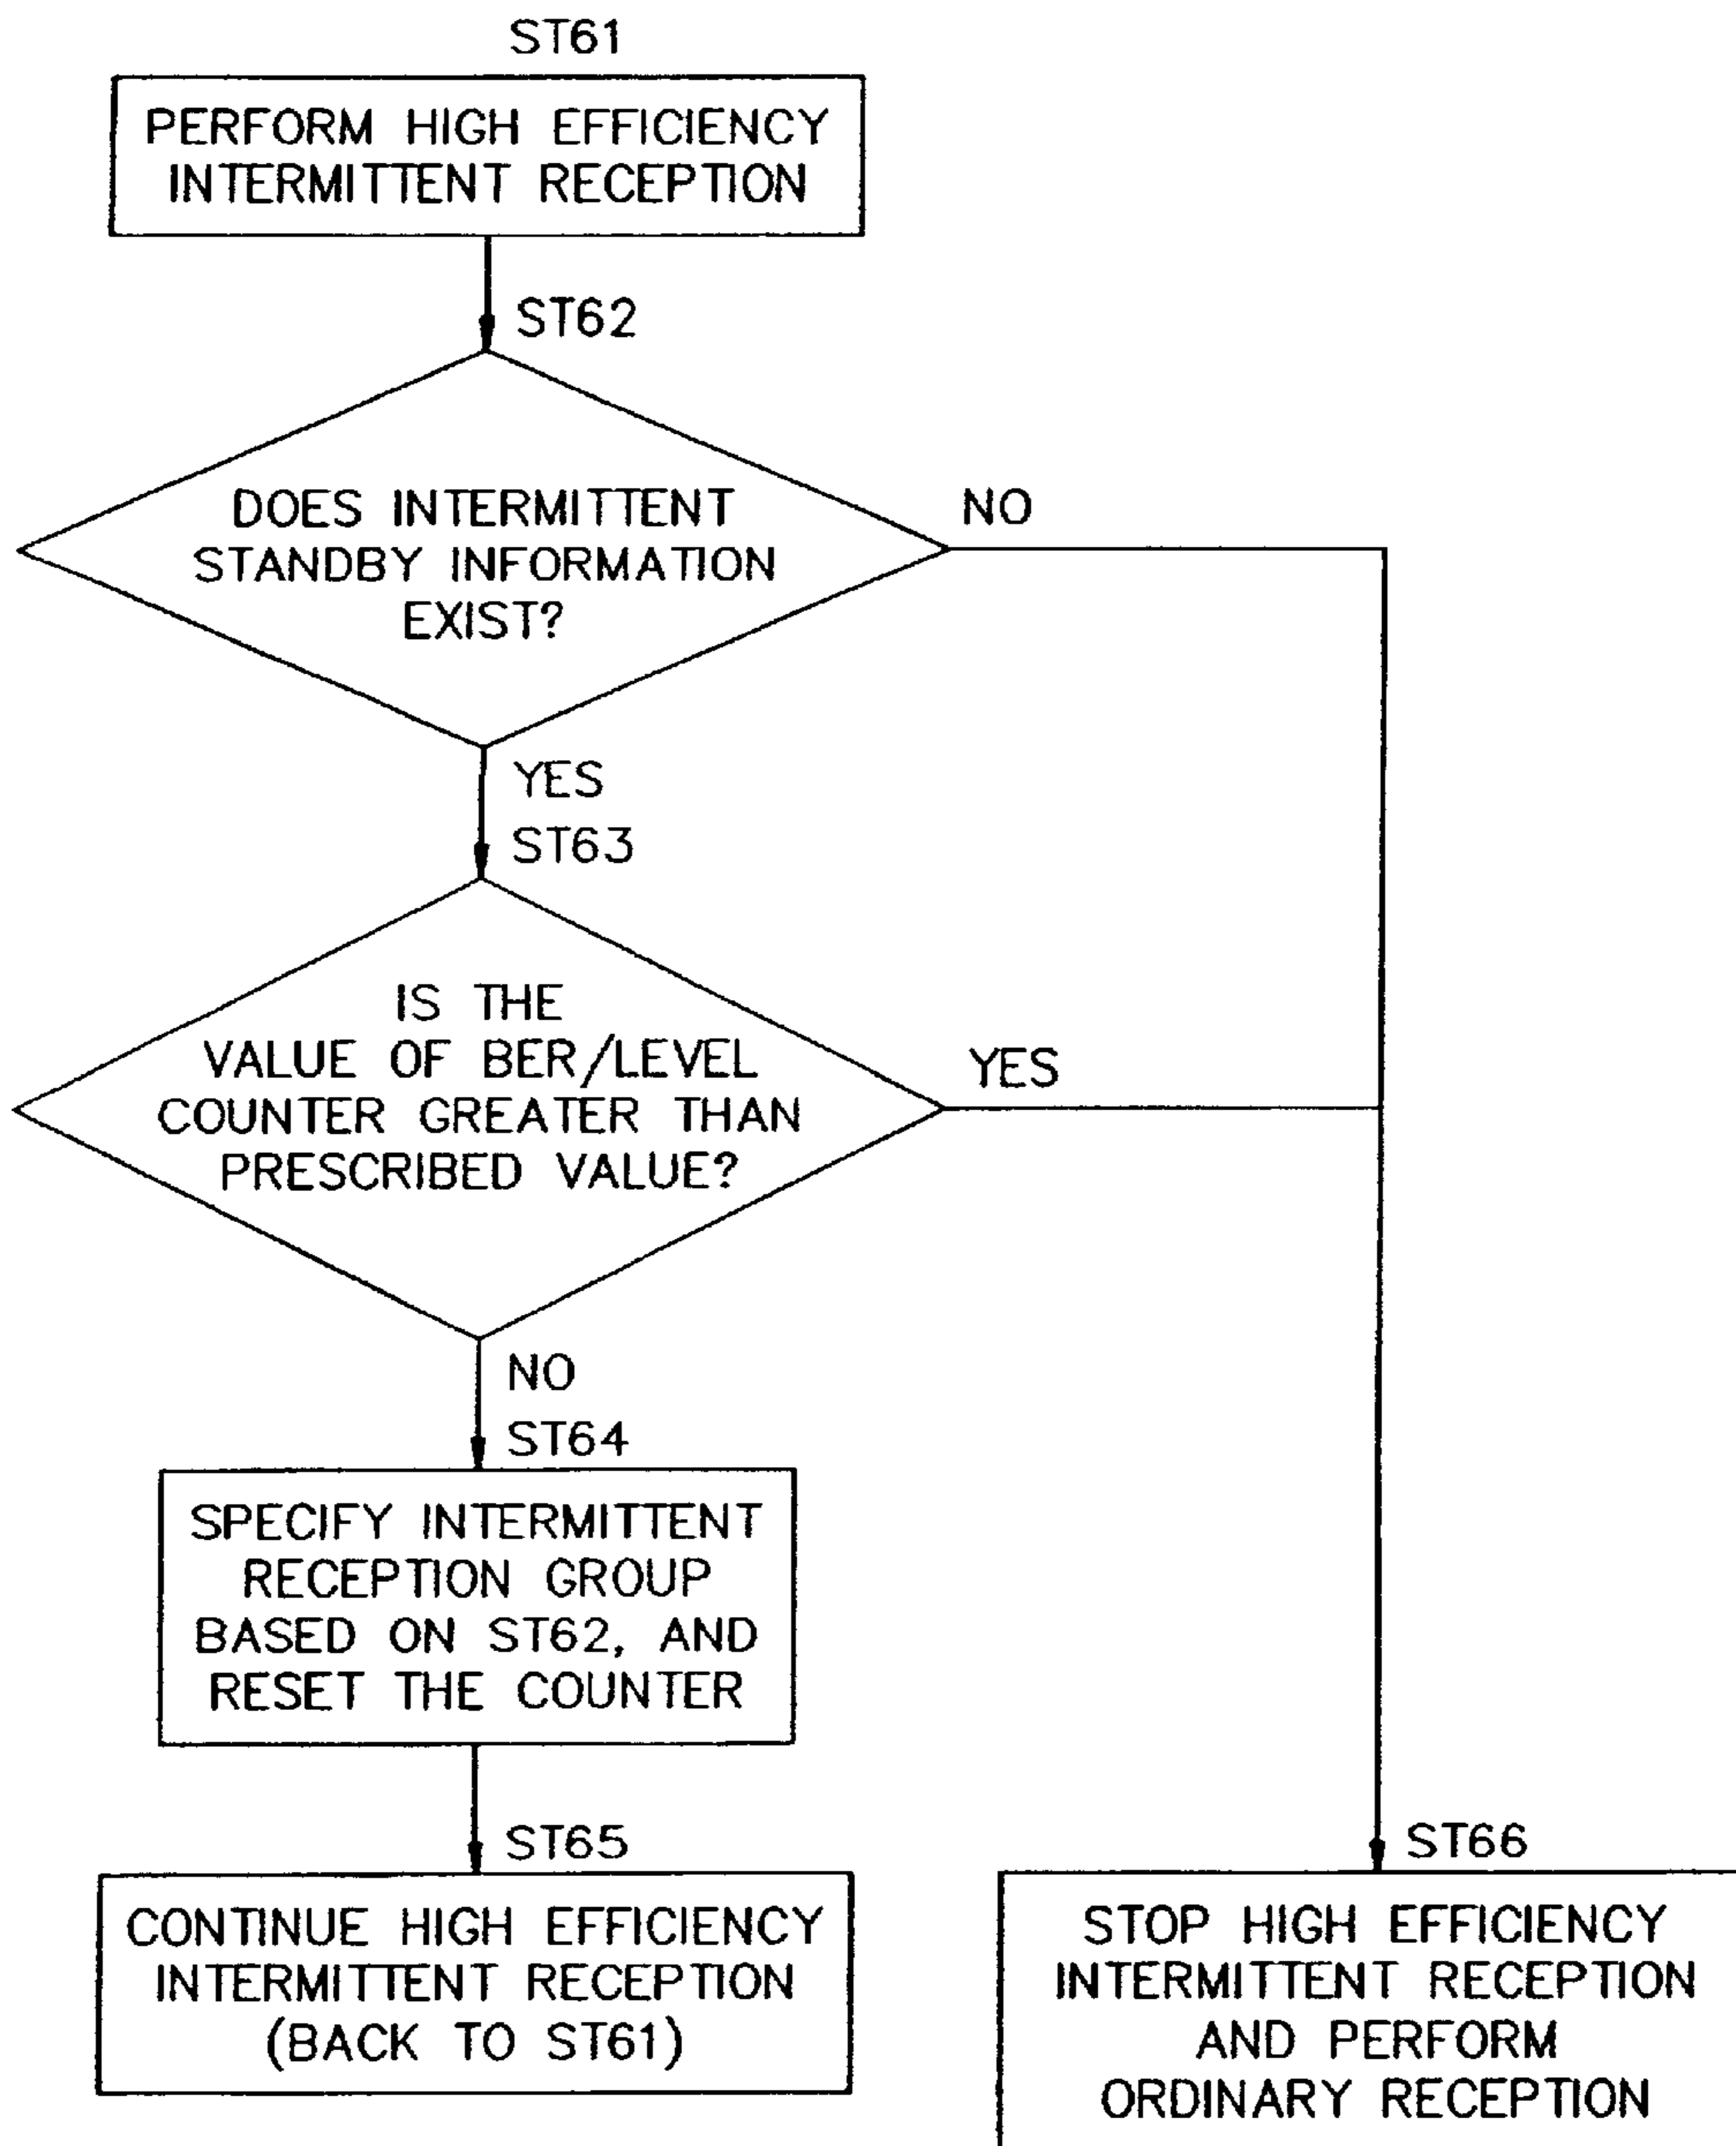 ST61
PERFORM HIGH EFFICIENCY
INTERMITTENT RECEPTION
ST62
DOES INTERMITTENT
STANDBY INFORMATION
EXIST?
NO
YES
ST63
IS THE
VALUE OF BER/LEVEL
COUNTER GREATER THAN
PRESCRIBED VALUE?
YES
NO
ST64
SPECIFY INTERMITTENT
RECEPTION GROUP
BASED ON ST62, AND
RESET THE COUNTER
ST65
CONTINUE HIGH EFFICIENCY
INTERMITTENT RECEPTION
(BACK TO ST61)
ST66
STOP HIGH EFFICIENCY
INTERMITTENT RECEPTION
AND PERFORM
ORDINARY RECEPTION